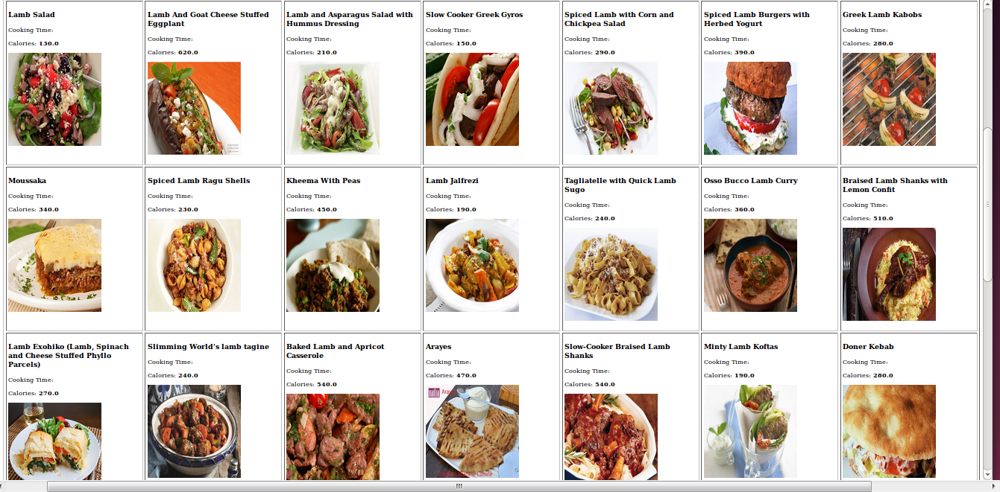 Lamb Salad
Cooking Time:
Calories: 130.0
Lamb And Goat Cheese Stuffed
Eggplant
Cooking Time:
Calories: 620.0
Lamb and Asparagus Salad with
Hummus Dressing
Cooking Time:
Calories: 210.0
Slow Cooker Greek Gyros
Cooking Time:
Calories: 150.0
Spiced Lamb with Corn and
Chickpea Salad
Cooking Time:
Calories: 290.0
Spiced Lamb Burgers with
Herbed Yogurt
Cooking Time:
Calories: 390.0
Greek Lamb Kabobs
Cooking Time:
Calories: 280.0
Moussaka
Cooking Time:
Calories: 340.0
Spiced Lamb Ragu Shells
Cooking Time:
Calories: 230.0
Kheema With Peas
Cooking Time:
Calories: 450.0
Lamb Jalfrezi
Cooking Time:
Calories: 190.0
Tagliatelle with Quick Lamb
Sugo
Cooking Time:
Calories: 240.0
Osso Bucco Lamb Curry
Cooking Time:
Calories: 360.0
Braised Lamb Shanks with
Lemon Confit
Cooking Time:
Calories: 510.0
Lamb Exohiko (Lamb, Spinach
and Cheese Stuffed Phyllo
Parcels)
Cooking Time:
Calories: 270.0
Slimming World's lamb tagine
Cooking Time:
Calories: 240.0
Baked Lamb and Apricot
Casserole
Cooking Time:
Calories: 540.0
Arayes
Cooking Time:
Calories: 470.0
Slow-Cooker Braised Lamb
Shanks
Cooking Time:
Calories: 540.0
Minty Lamb Koftas
Cooking Time:
Calories: 190.0
Doner Kebab
Cooking Time:
Calories: 280.0